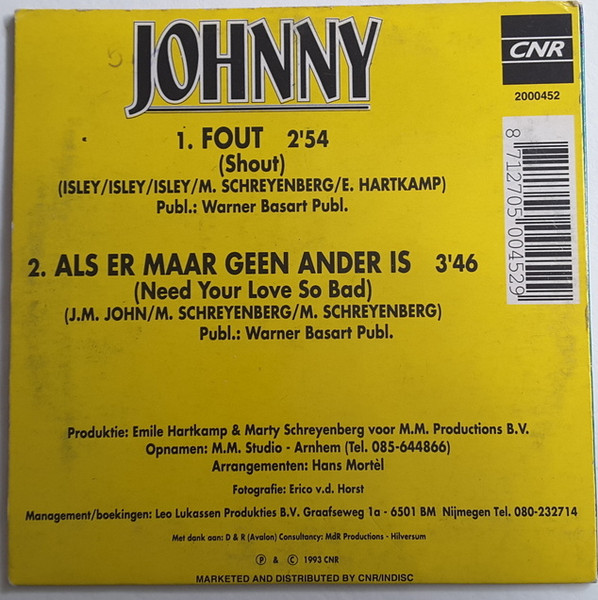 JOHNNY
CNR
2000452
1. FOUT 2'54
(Shout)
(ISLEY/ISLEY/ISLEY/M. SCHREYENBERG/E. HARTKAMP)
Publ.: Warner Basart Publ.
8 712705 004529
2. ALS ER MAAR GEEN ANDER IS 3'46
(Need Your Love So Bad)
(J.M. JOHN/M. SCHREYENBERG/M. SCHREYENBERG)
Publ.: Warner Basart Publ.
Produktie: Emile Hartkamp & Marty Schreyenberg voor M.M. Productions B.V.
Opnamen: M.M. Studio - Arnhem (Tel. 085-644866)
Arrangementen: Hans Mortèl
Fotografie: Erico v.d. Horst
Management/boekingen: Leo Lukassen Produkties B.V. Graafseweg 1a - 6501 BM Nijmegen Tel. 080-232714
Met dank aan: D & R (Avalon) Consultancy: MdR Productions - Hilversum
℗ & © 1993 CNR
MARKETED AND DISTRIBUTED BY CNR/INDISC